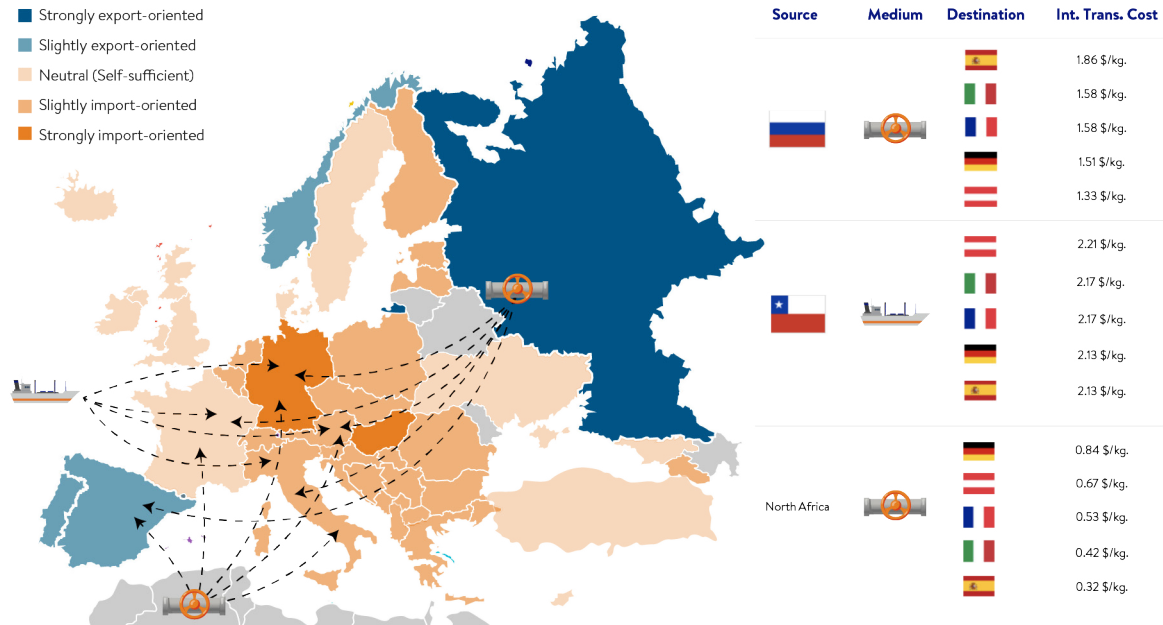 Strongly export-oriented
Slightly export-oriented
Neutral (Self-sufficient)
Slightly import-oriented
Strongly import-oriented
Source Medium Destination Int. Trans. Cost
1.86 $/kg.
1.58 $/kg.
1.58 $/kg.
1.51 $/kg.
1.33 $/kg.
2.21 $/kg.
2.17 $/kg.
2.17 $/kg.
2.13 $/kg.
2.13 $/kg.
North Africa
0.84 $/kg.
0.67 $/kg.
0.53 $/kg.
0.42 $/kg.
0.32 $/kg.